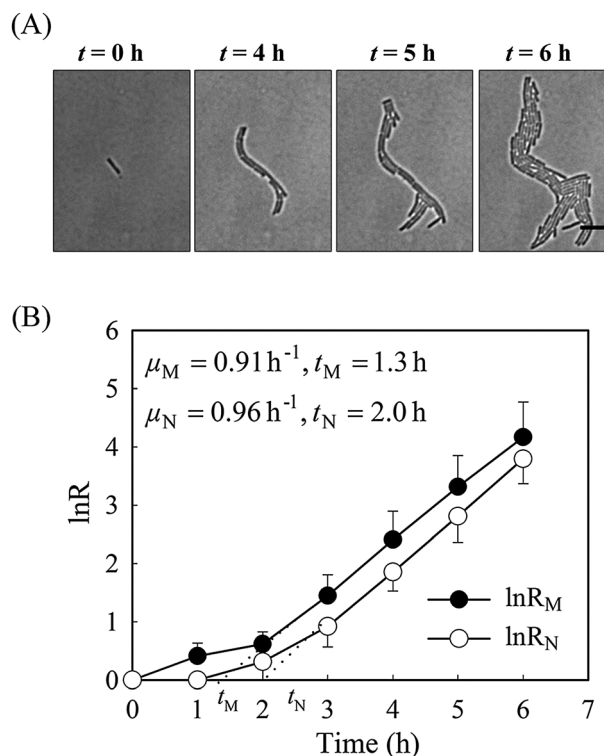 (A)
t = 0 h t = 4 h t = 5 h t = 6 h
(B)
μM = 0.91 h-1, tM = 1.3 h
μN = 0.96 h-1, tN = 2.0 h
lnR
6
5
4
3
2
1
0
lnRM
lnRN
0 1 tM 2 tN 3 4 5 6 7
Time (h)